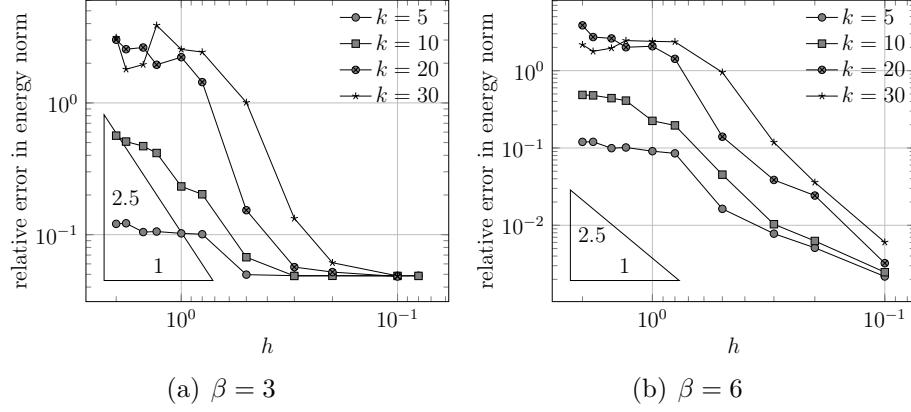 relative error in energy norm
10^0
10^{-1}
2.5
1
k = 5
k = 10
k = 20
k = 30
10^0
10^{-1}
h
(a) β = 3
relative error in energy norm
10^0
10^{-1}
10^{-2}
2.5
1
k = 5
k = 10
k = 20
k = 30
10^0
10^{-1}
h
(b) β = 6